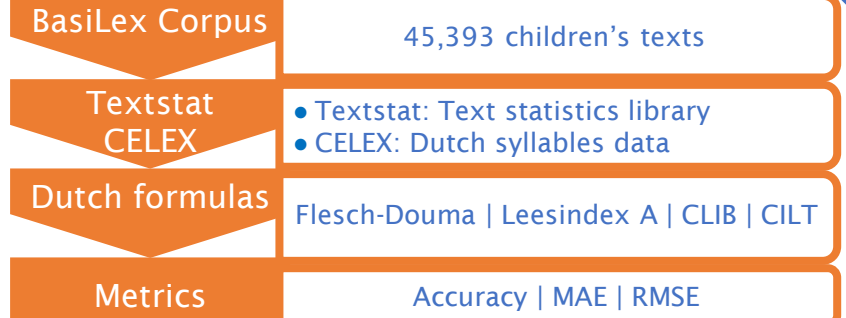 BasiLex Corpus
45,393 children's texts
Textstat
CELEX
• Textstat: Text statistics library
• CELEX: Dutch syllables data
Dutch formulas
Flesch-Douma | Leesindex A | CLIB | CILT
Metrics
Accuracy | MAE | RMSE